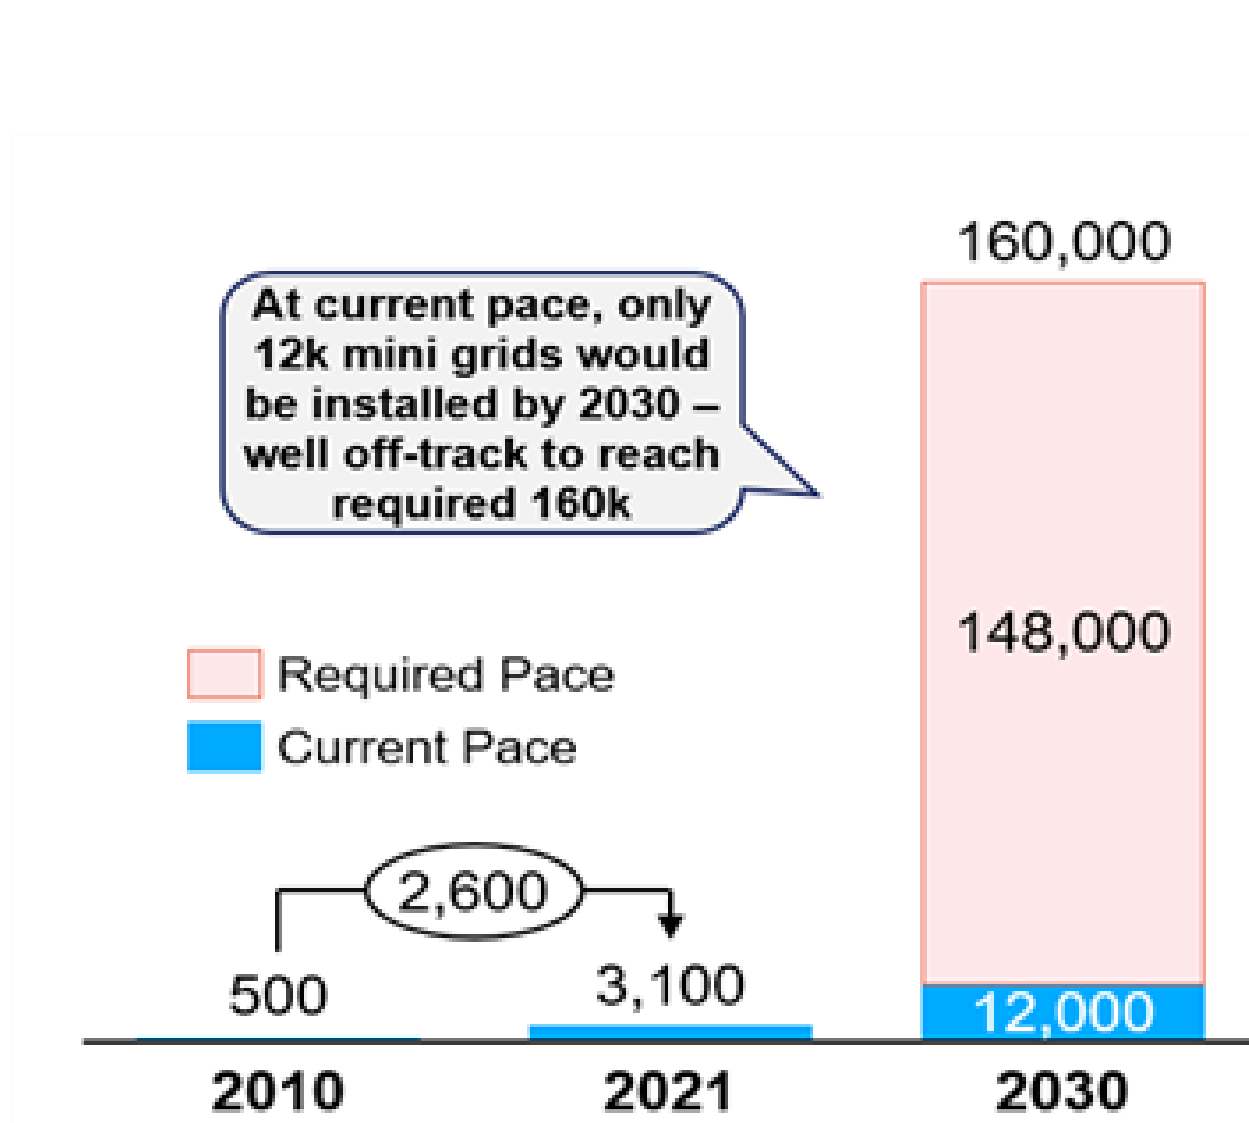 160,000
At current pace, only
12k mini grids would
be installed by 2030 –
well off-track to reach
required 160k
148,000
Required Pace
Current Pace
2,600
500
3,100
12,000
2010
2021
2030